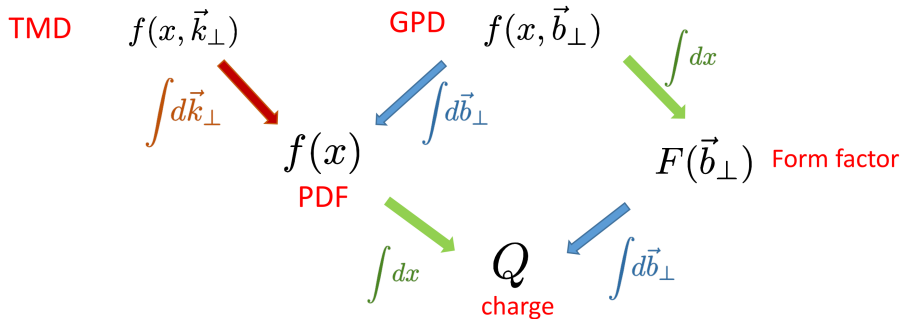 TMD f(x, k⃗⊥) GPD f(x, b⃗⊥)
∫dk⃗⊥ ∫db⃗⊥ ∫dx
f(x) F(b⃗⊥) Form factor
PDF
∫dx Q ∫db⃗⊥
charge